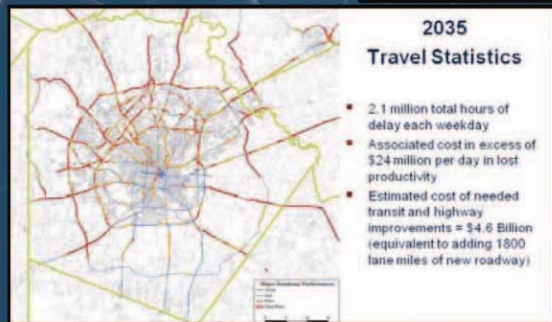 2035
Travel Statistics
▪ 2.1 million total hours of
delay each weekday
▪ Associated cost in excess of
$24 million per day in lost
productivity
▪ Estimated cost of needed
transit and highway
improvements = $4.6 Billion
(equivalent to adding 1800
lane miles of new roadway)